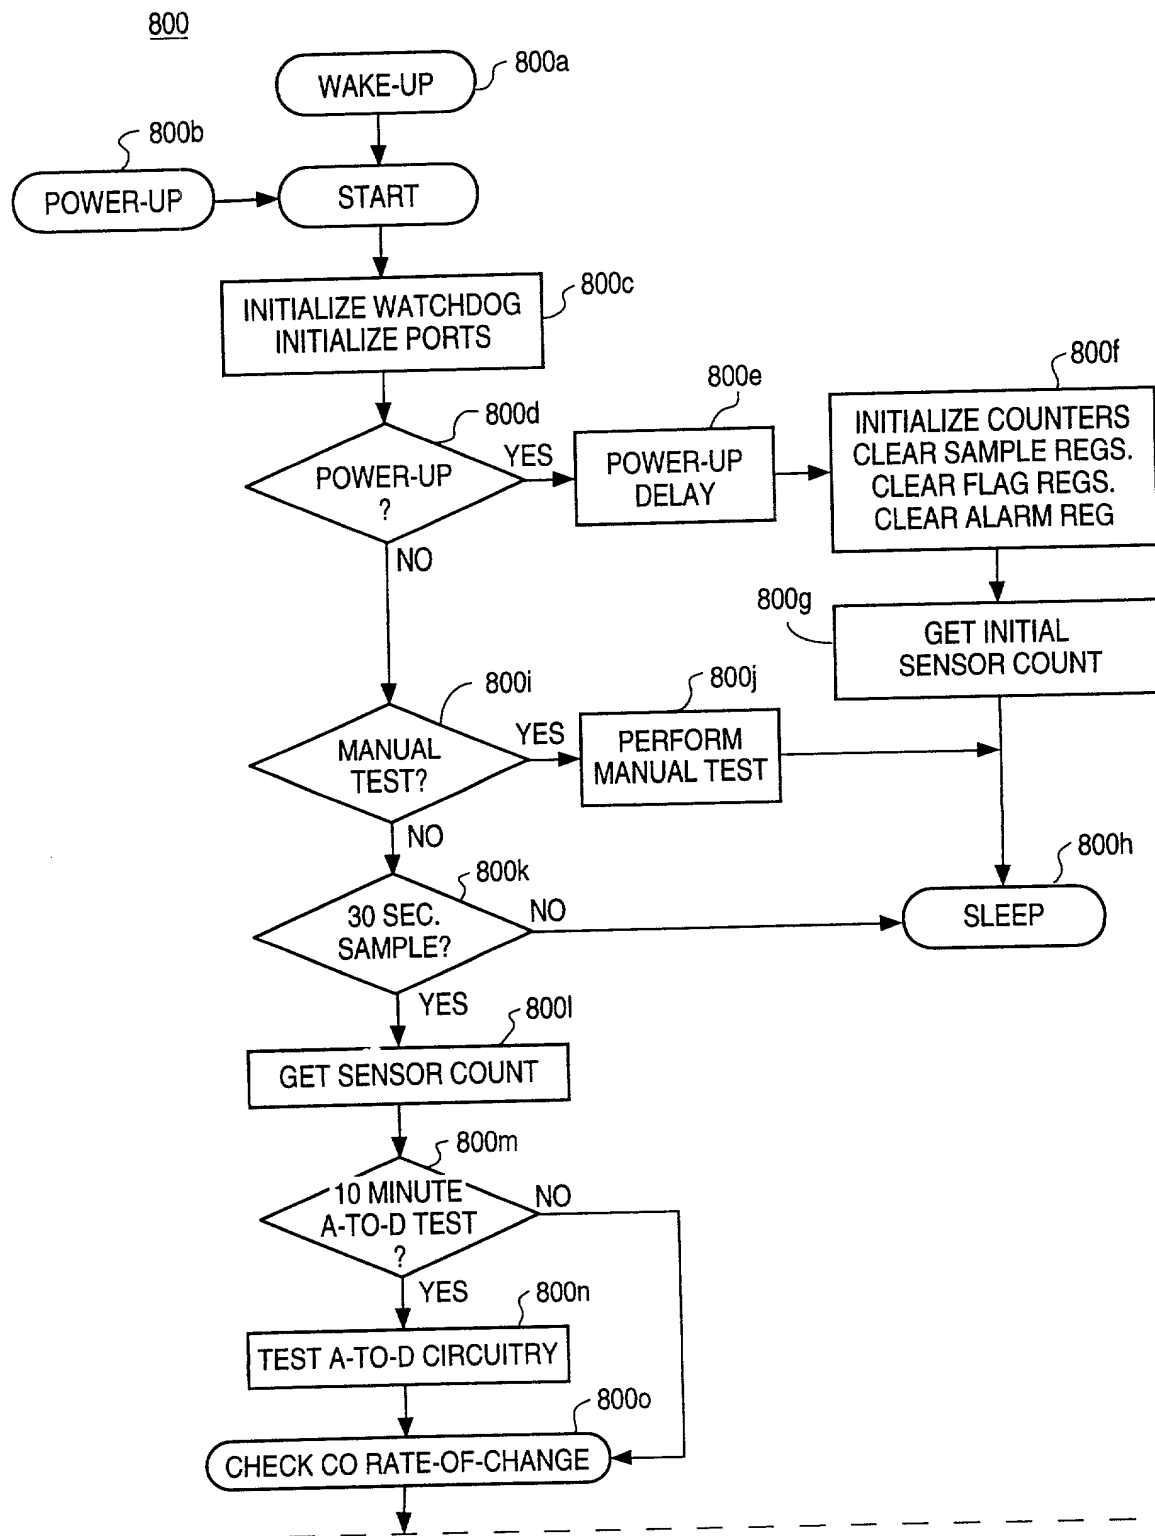 800
WAKE-UP
800a
800b
POWER-UP
START
INITIALIZE WATCHDOG
INITIALIZE PORTS
800c
800d
POWER-UP
?
YES
NO
800e
POWER-UP
DELAY
800f
INITIALIZE COUNTERS
CLEAR SAMPLE REGS.
CLEAR FLAG REGS.
CLEAR ALARM REG
800g
GET INITIAL
SENSOR COUNT
800i
MANUAL
TEST?
YES
NO
800j
PERFORM
MANUAL TEST
800h
SLEEP
800k
30 SEC.
SAMPLE?
NO
YES
800l
GET SENSOR COUNT
800m
10 MINUTE
A-TO-D TEST
?
NO
YES
800n
TEST A-TO-D CIRCUITRY
800o
CHECK CO RATE-OF-CHANGE